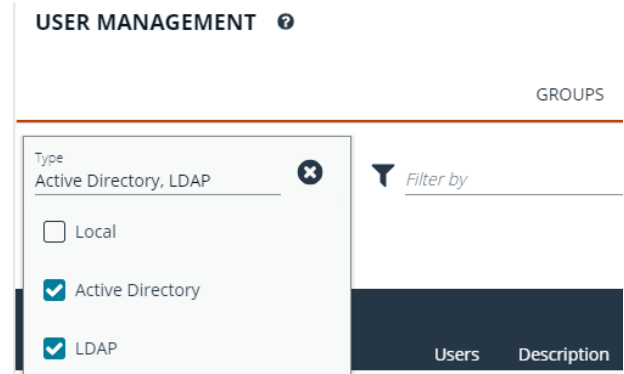 USER MANAGEMENT ?
GROUPS
Type
Active Directory, LDAP
Filter by
Local
Active Directory
LDAP
Users Description